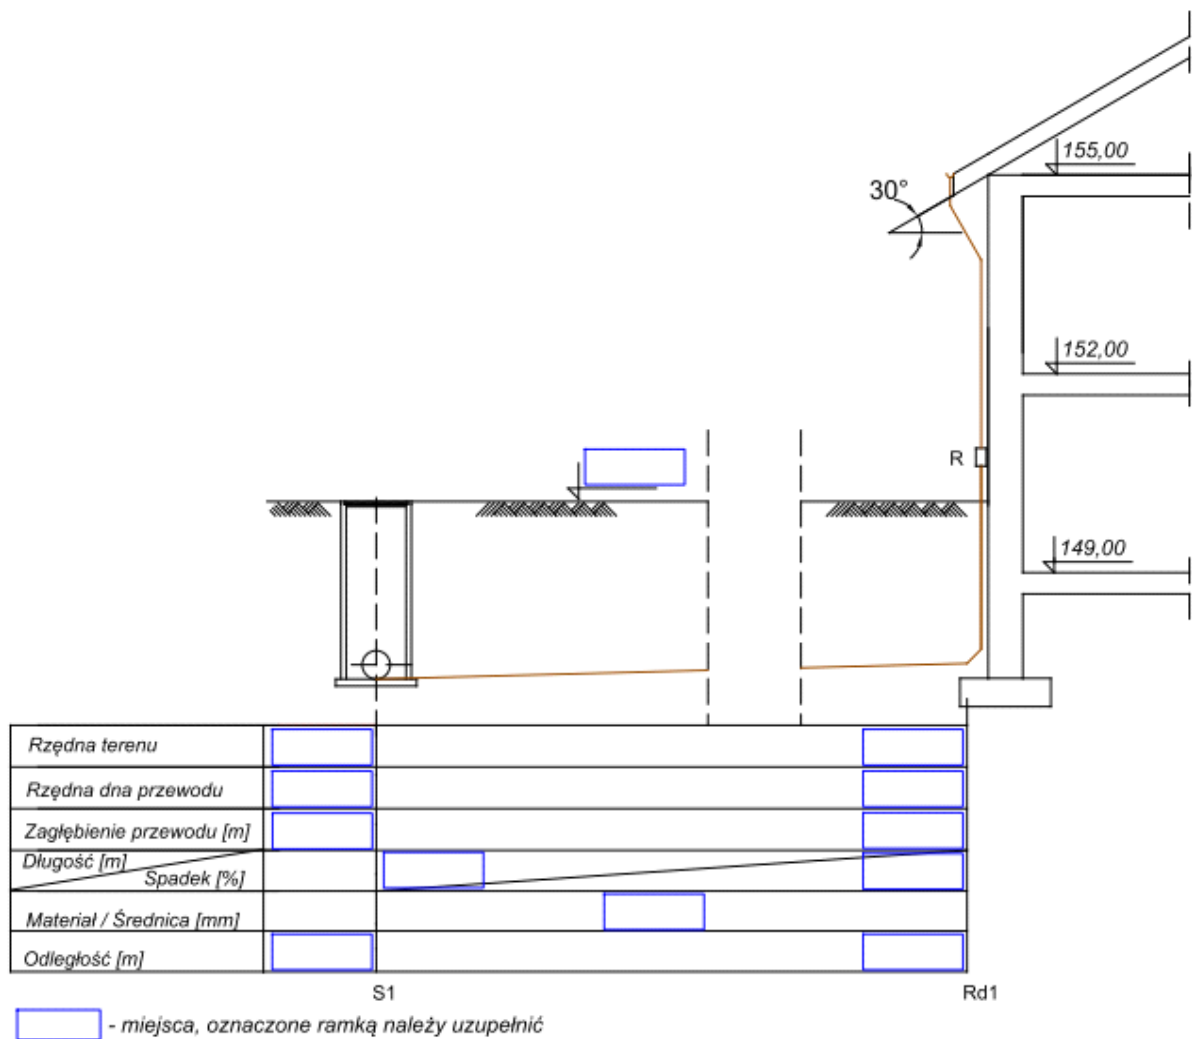 155,00
30°
152,00
R
149,00
Rzędna terenu
Rzędna dna przewodu
Zagłębienie przewodu [m]
Długość [m]
Spadek [%]
Materiał / Średnica [mm]
Odległość [m]
S1
Rd1
- miejsca, oznaczone ramką należy uzupełnić